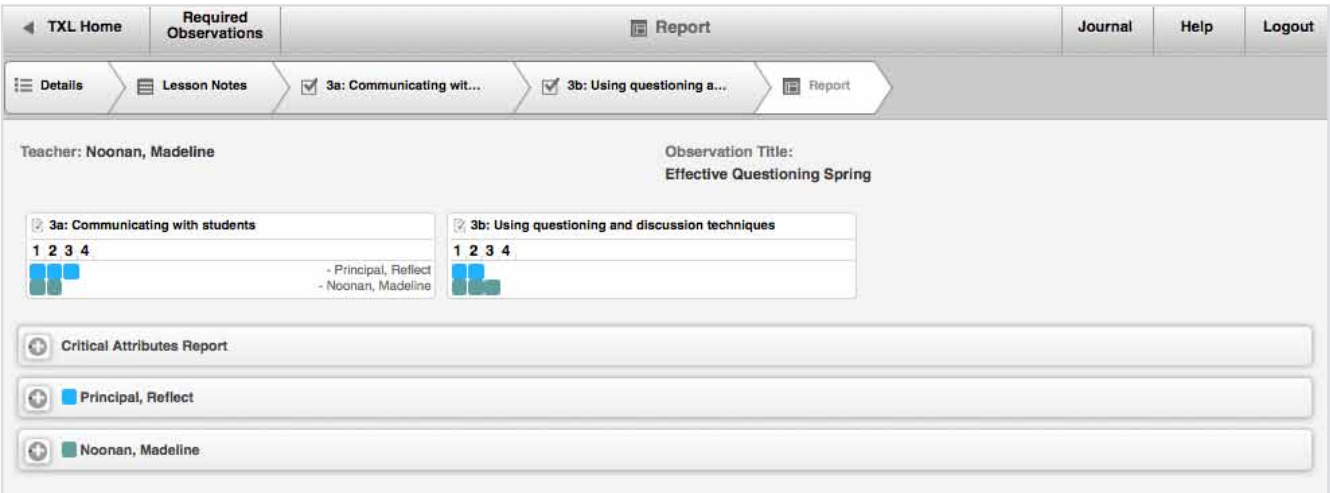 TXL Home
Required
Observations
Report
Journal
Help
Logout
Details
Lesson Notes
3a: Communicating wit...
3b: Using questioning a...
Report
Teacher: Noonan, Madeline
Observation Title:
Effective Questioning Spring
3a: Communicating with students
1 2 3 4
- Principal, Reflect
- Noonan, Madeline
3b: Using questioning and discussion techniques
1 2 3 4
Critical Attributes Report
Principal, Reflect
Noonan, Madeline